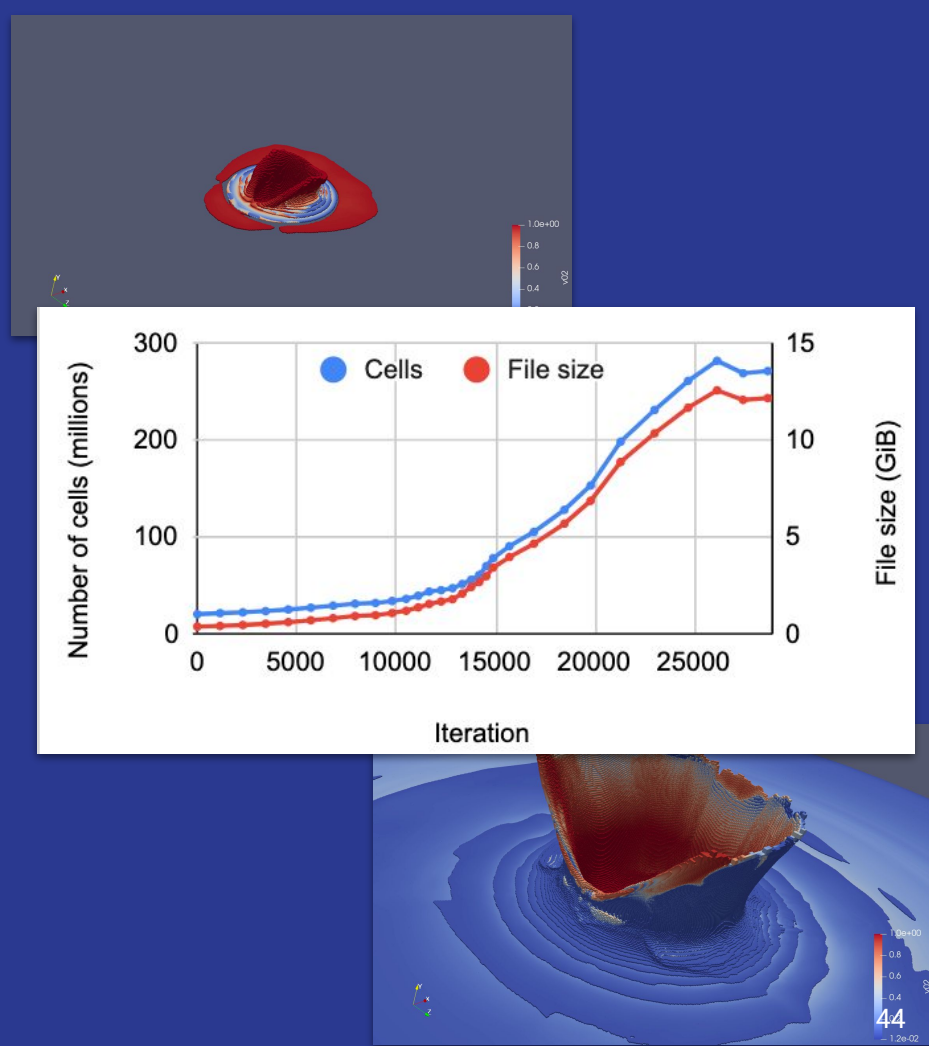 1.0e+00
0.8
0.6
v02
0.4
Y
X
Z
300
15
Cells
File size
200
10
100
5
0
0
0 5000 10000 15000 20000 25000
Number of cells (millions)
File size (GiB)
Iteration
1.0e+00
0.8
0.6
v02
0.4
44
1.2e-02
Y
X
Z